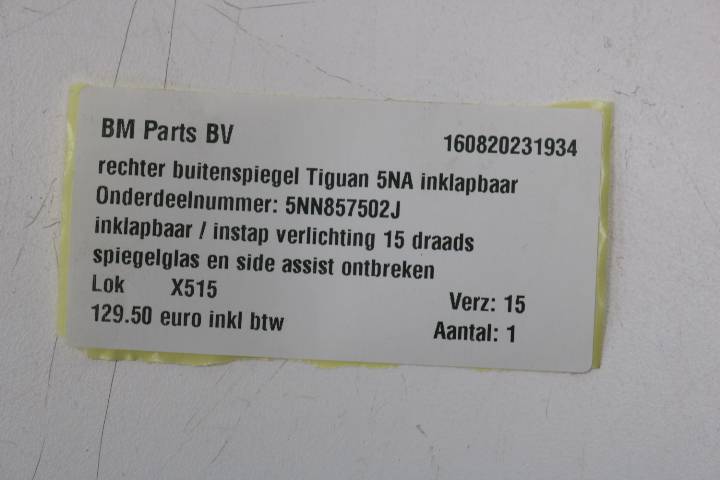 BM Parts BV 160820231934
rechter buitenspiegel Tiguan 5NA inklapbaar
Onderdeelnummer: 5NN857502J
inklapbaar / instap verlichting 15 draads
spiegelglas en side assist ontbreken
Lok X515 Verz: 15
129.50 euro inkl btw Aantal: 1